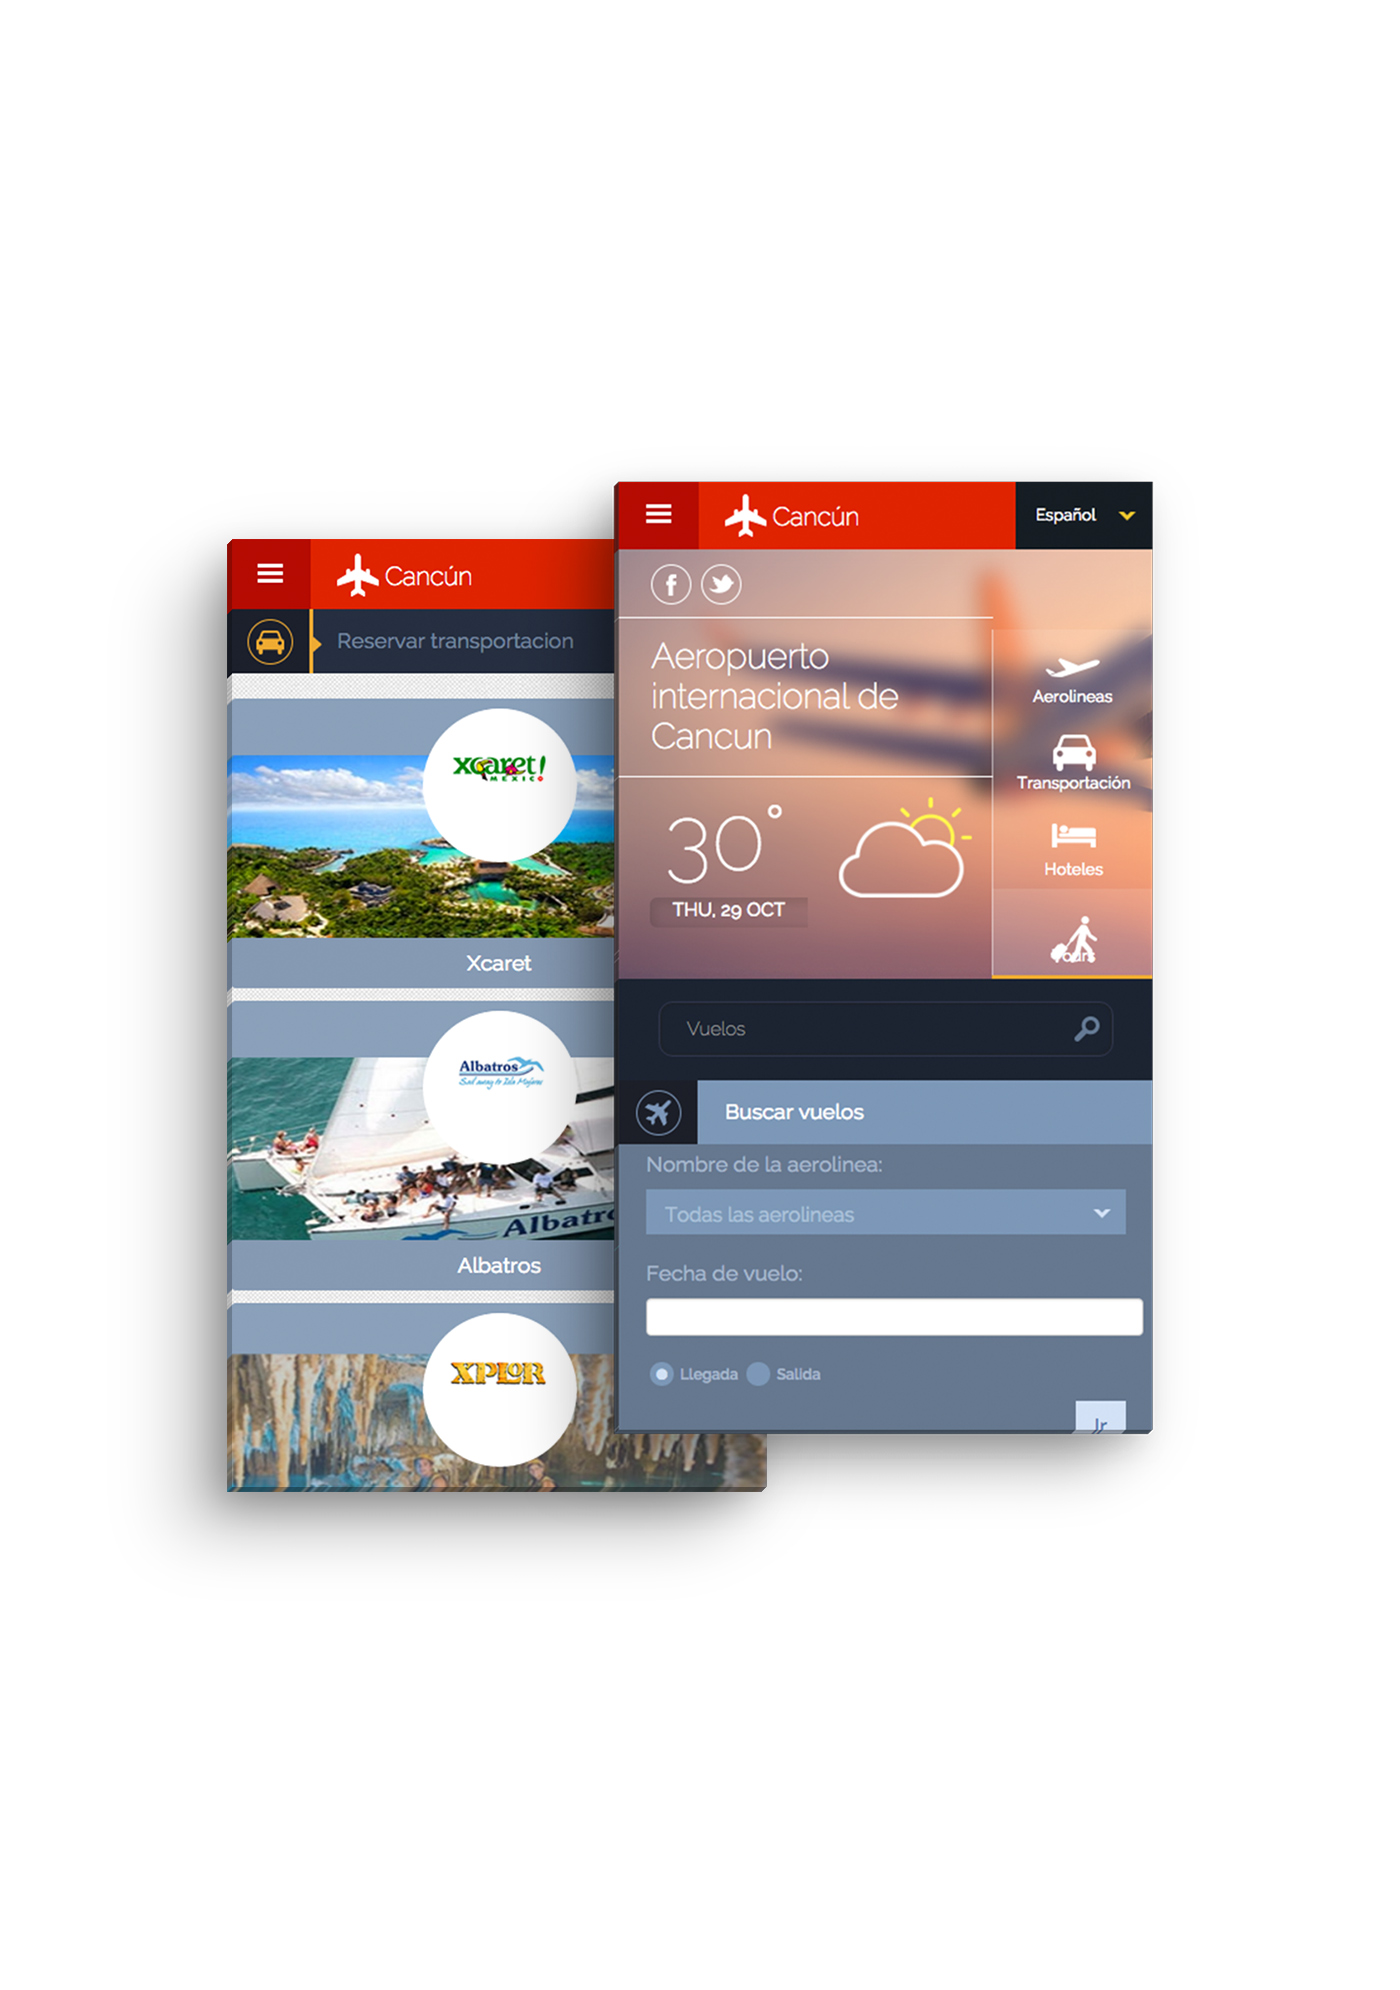 Cancún
Reservar transportacion
xcaret!
MEXICO
Xcaret
Albatros
Sail away to Isla Mujeres
Albatro
Albatros
XPLOR
Cancún
Español
f
Aeropuerto
internacional de
Cancun
30°
THU, 29 OCT
Aerolineas
Transportación
Hoteles
Tours
Vuelos
Buscar vuelos
Nombre de la aerolinea:
Todas las aerolineas
Fecha de vuelo:
Llegada
Salida
Ir